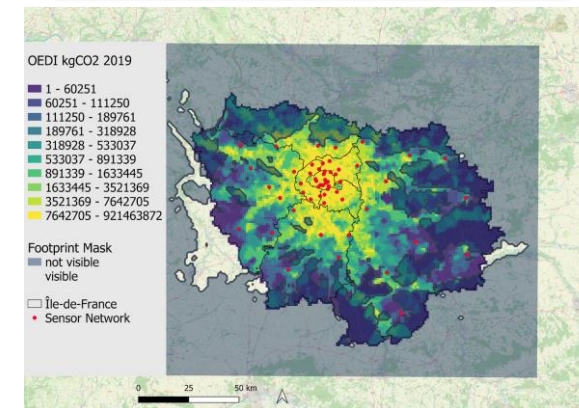 OEDI kgCO2 2019
1 - 60251
60251 - 111250
111250 - 189761
189761 - 318928
318928 - 533037
533037 - 891339
891339 - 1633445
1633445 - 3521369
3521369 - 7642705
7642705 - 921463872
Footprint Mask
not visible
visible
Île-de-France
Sensor Network
0 25 50 km